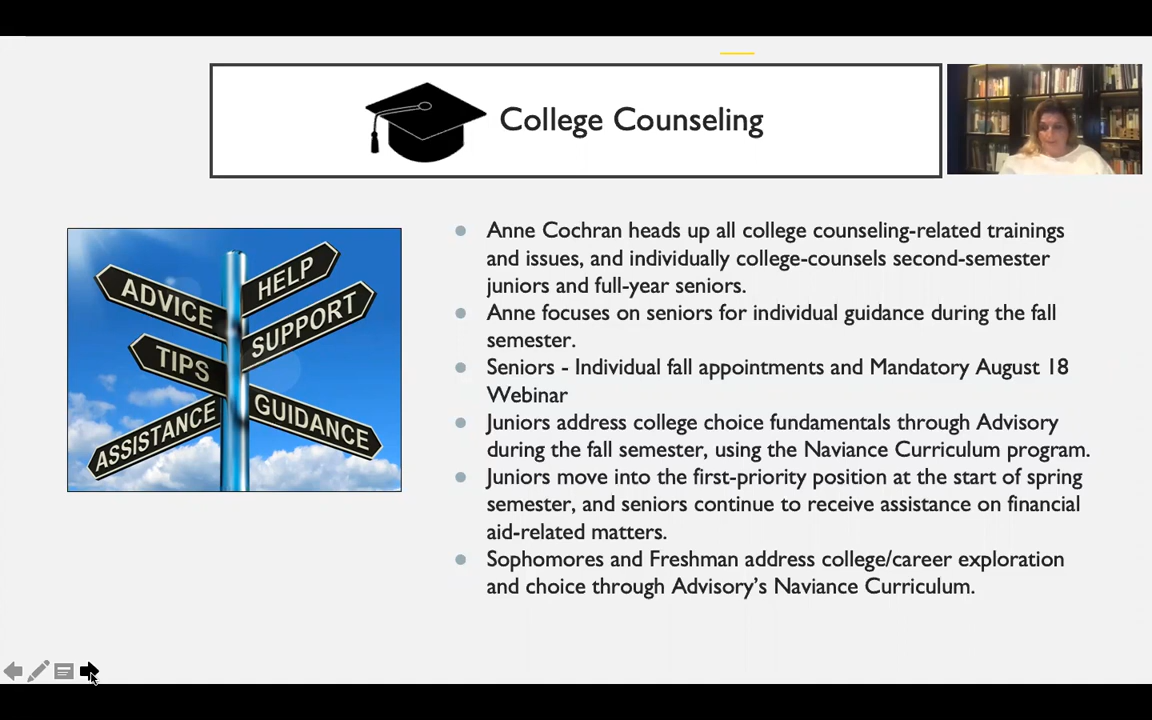 College Counseling
ADVICE
HELP
SUPPORT
TIPS
GUIDANCE
ASSISTANCE
Anne Cochran heads up all college counseling-related trainings
and issues, and individually college-counsels second-semester
juniors and full-year seniors.
Anne focuses on seniors for individual guidance during the fall
semester.
Seniors - Individual fall appointments and Mandatory August 18
Webinar
Juniors address college choice fundamentals through Advisory
during the fall semester, using the Naviance Curriculum program.
Juniors move into the first-priority position at the start of spring
semester, and seniors continue to receive assistance on financial
aid-related matters.
Sophomores and Freshman address college/career exploration
and choice through Advisory’s Naviance Curriculum.